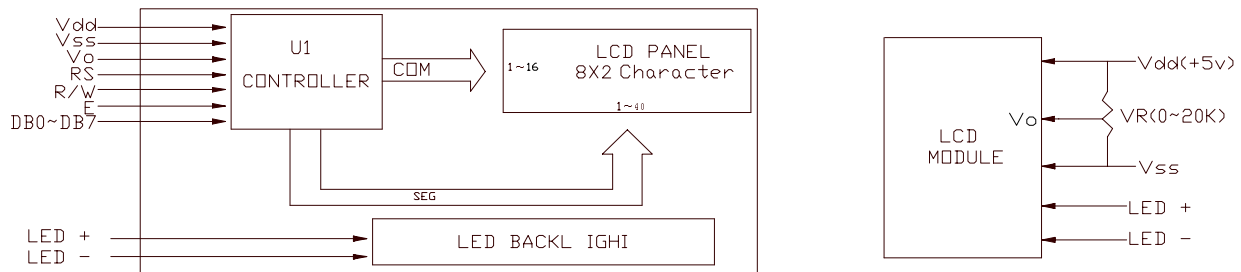 Vdd
Vss
Vo
RS
R/W
E
DB0~DB7
U1
CONTROLLER
COM
LCD PANEL
1~16
8X2 Character
1~40
SEG
LED +
LED -
LED BACKL IGHI
LCD
MODULE
Vdd(+5v)
Vo
VR(0~20K)
Vss
LED +
LED -